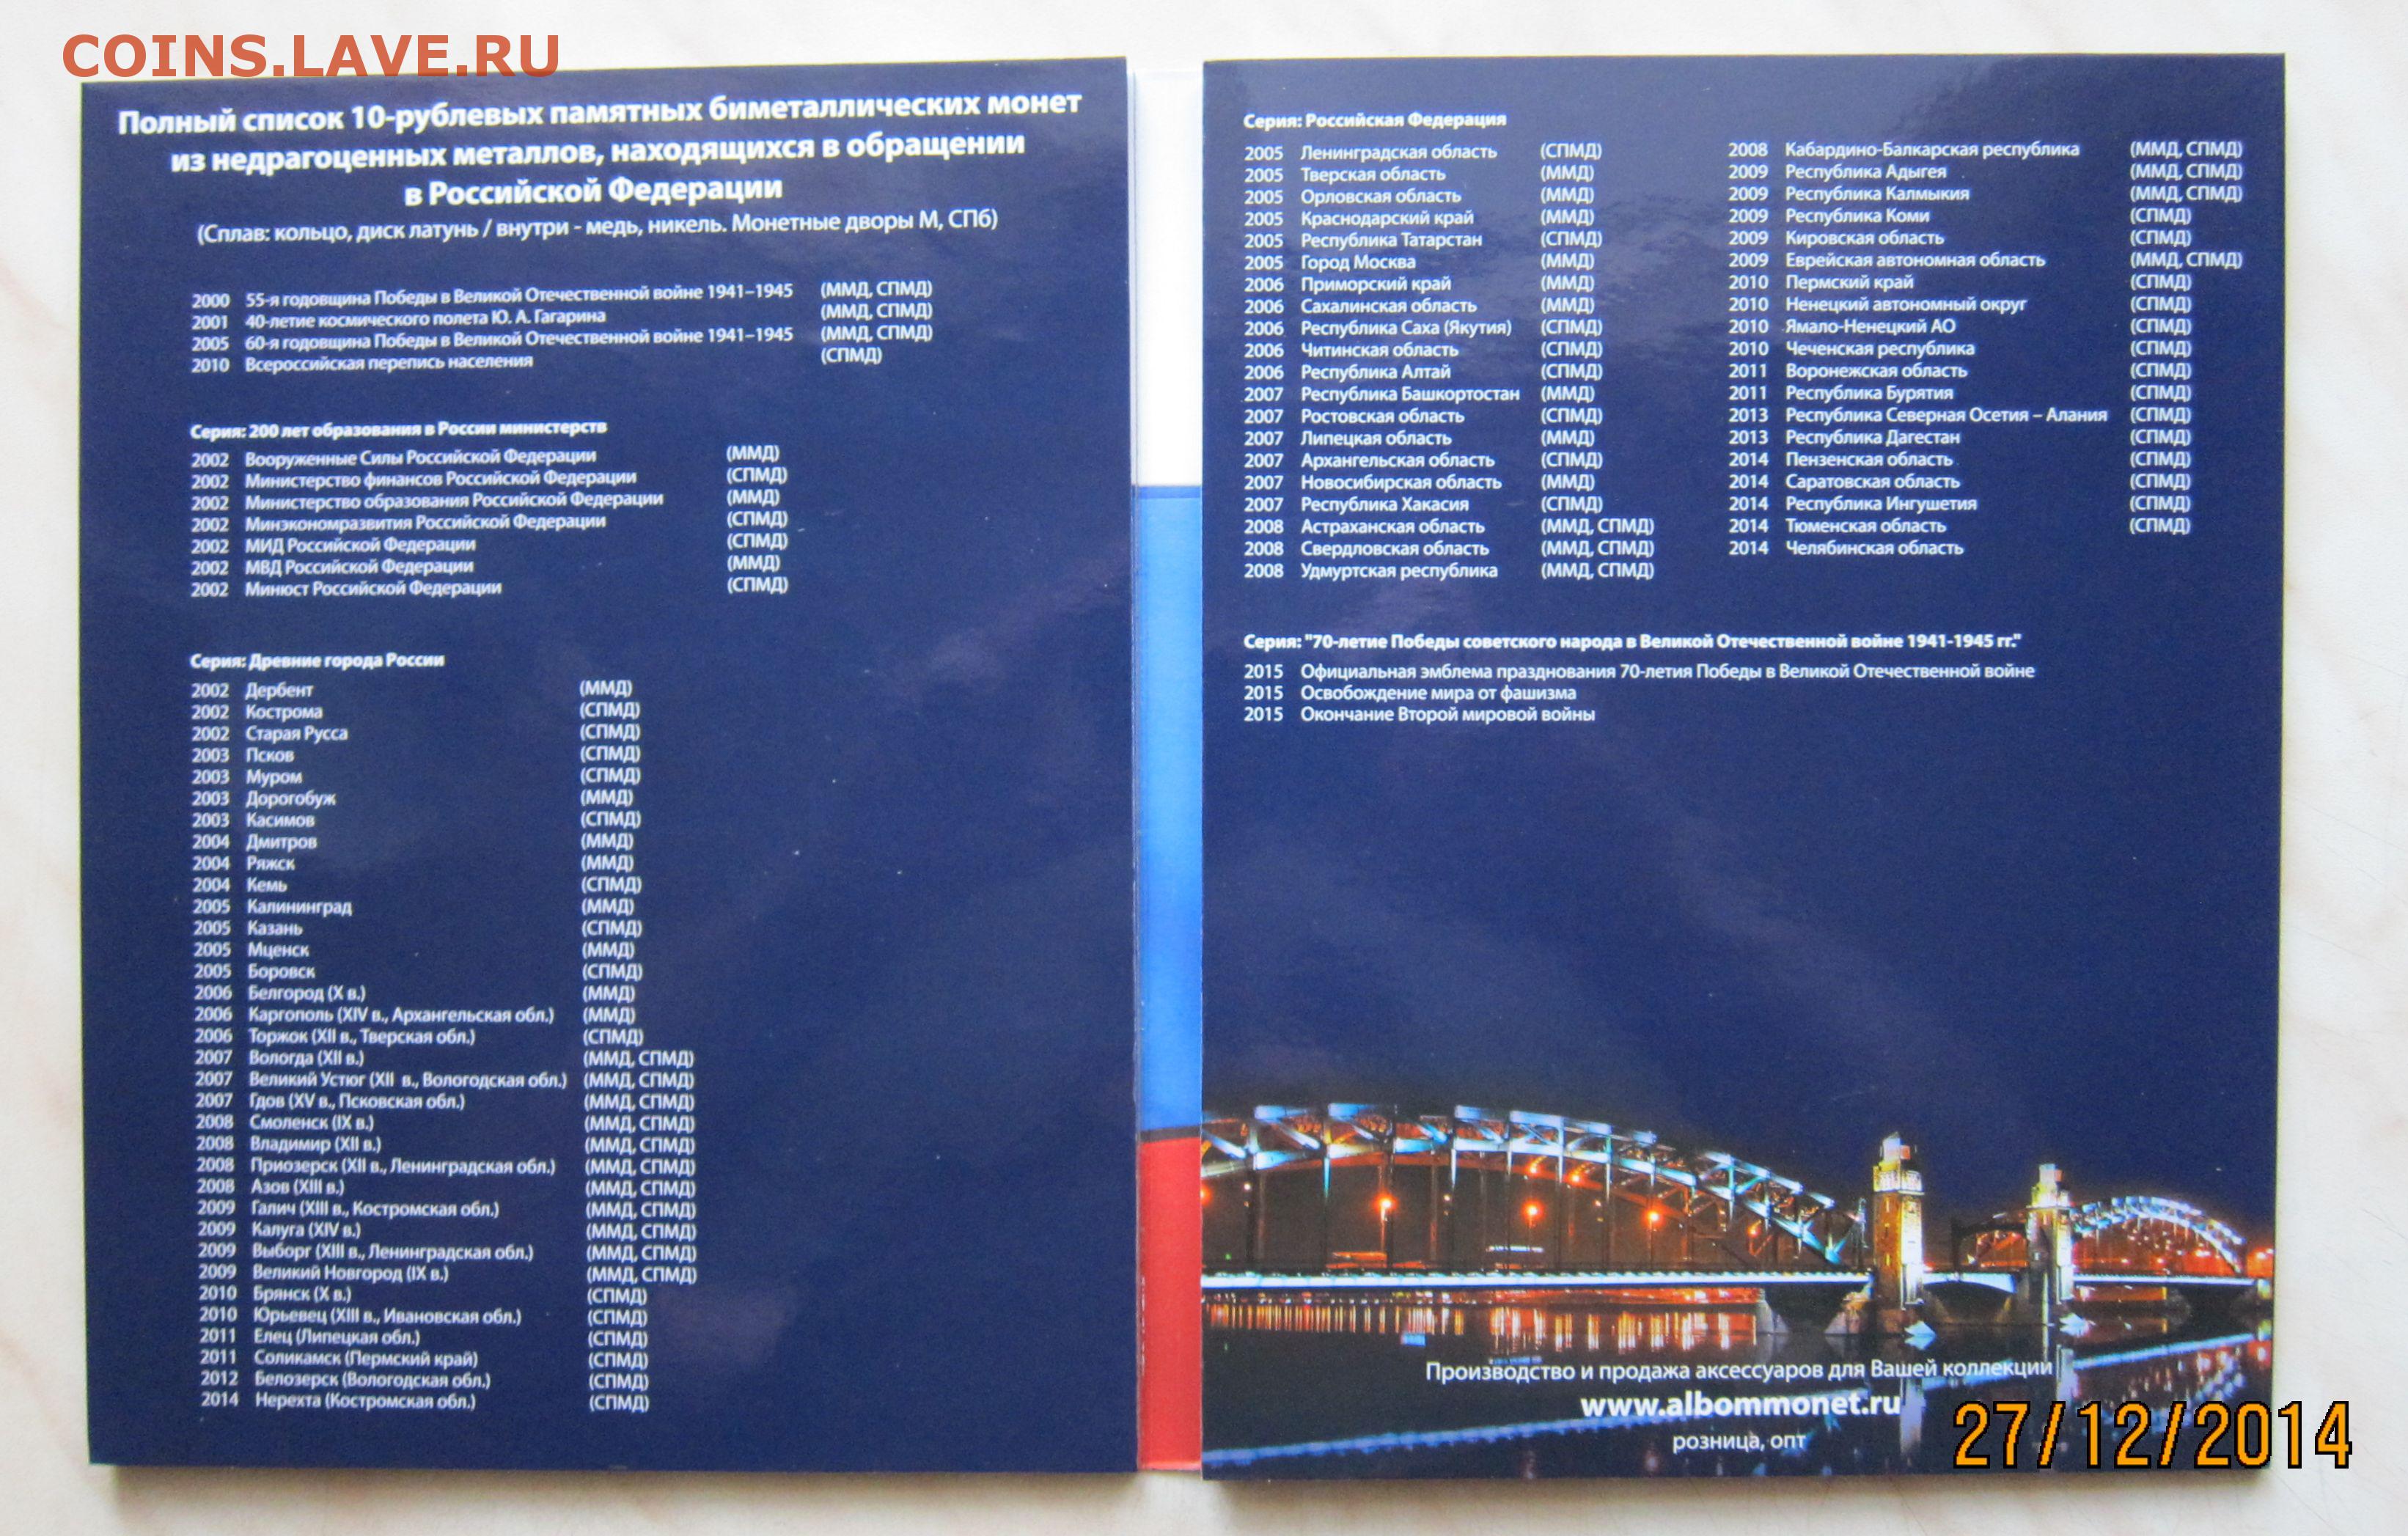 COINS.LAVE.RU
Полный список 10-рублевых памятных биметаллических монет
из недрагоценных металлов, находящихся в обращении
в Российской Федерации
(Сплав: кольцо, диск латунь / внутри - медь, никель. Монетные дворы М, СПб)
2000 55-я годовщина Победы в Великой Отечественной войне 1941–1945 (ММД, СПМД)
2001 40-летие космического полета Ю. А. Гагарина (ММД, СПМД)
2005 60-я годовщина Победы в Великой Отечественной войне 1941–1945 (ММД, СПМД)
2010 Всероссийская перепись населения (СПМД)
Серия: 200 лет образования в России министерств
2002 Вооруженные Силы Российской Федерации (ММД)
2002 Министерство финансов Российской Федерации (СПМД)
2002 Министерство образования Российской Федерации (ММД)
2002 Минэкономразвития Российской Федерации (СПМД)
2002 МИД Российской Федерации (СПМД)
2002 МВД Российской Федерации (ММД)
2002 Минюст Российской Федерации (СПМД)
Серия: Древние города России
2002 Дербент (ММД)
2002 Кострома (СПМД)
2002 Старая Русса (СПМД)
2003 Псков (СПМД)
2003 Муром (СПМД)
2003 Дорогобуж (ММД)
2003 Касимов (СПМД)
2004 Дмитров (ММД)
2004 Ряжск (ММД)
2004 Кемь (СПМД)
2005 Калининград (ММД)
2005 Казань (СПМД)
2005 Мценск (ММД)
2005 Боровск (СПМД)
2006 Белгород (X в.) (ММД)
2006 Каргополь (XIV в., Архангельская обл.) (ММД)
2006 Торжок (XII в., Тверская обл.) (СПМД)
2007 Вологда (XII в.) (ММД, СПМД)
2007 Великий Устюг (XII в., Вологодская обл.) (ММД, СПМД)
2007 Гдов (XV в., Псковская обл.) (ММД, СПМД)
2008 Смоленск (IX в.) (ММД, СПМД)
2008 Владимир (XII в.) (ММД, СПМД)
2008 Приозерск (XII в., Ленинградская обл.) (ММД, СПМД)
2008 Азов (XIII в.) (ММД, СПМД)
2009 Галич (XIII в., Костромская обл.) (ММД, СПМД)
2009 Калуга (XIV в.) (ММД, СПМД)
2009 Выборг (XIII в., Ленинградская обл.) (ММД, СПМД)
2009 Великий Новгород (IX в.) (ММД, СПМД)
2010 Брянск (X в.) (СПМД)
2010 Юрьевец (XIII в., Ивановская обл.) (СПМД)
2011 Елец (Липецкая обл.) (СПМД)
2011 Соликамск (Пермский край) (СПМД)
2012 Белозерск (Вологодская обл.) (СПМД)
2014 Нерехта (Костромская обл.) (СПМД)
Серия: Российская Федерация
2005 Ленинградская область (СПМД)
2005 Тверская область (ММД)
2005 Орловская область (ММД)
2005 Краснодарский край (ММД)
2005 Республика Татарстан (СПМД)
2005 Город Москва (ММД)
2006 Приморский край (ММД)
2006 Сахалинская область (ММД)
2006 Республика Саха (Якутия) (СПМД)
2006 Читинская область (СПМД)
2006 Республика Алтай (СПМД)
2007 Республика Башкортостан (ММД)
2007 Ростовская область (СПМД)
2007 Липецкая область (ММД)
2007 Архангельская область (СПМД)
2007 Новосибирская область (ММД)
2007 Республика Хакасия (СПМД)
2008 Астраханская область (ММД, СПМД)
2008 Свердловская область (ММД, СПМД)
2008 Удмуртская республика (ММД, СПМД)
2008 Кабардино-Балкарская республика (ММД, СПМД)
2009 Республика Адыгея (ММД, СПМД)
2009 Республика Калмыкия (ММД, СПМД)
2009 Республика Коми (СПМД)
2009 Кировская область (СПМД)
2009 Еврейская автономная область (ММД, СПМД)
2010 Пермский край (СПМД)
2010 Ненецкий автономный округ (СПМД)
2010 Ямало-Ненецкий АО (СПМД)
2010 Чеченская республика (СПМД)
2011 Воронежская область (СПМД)
2011 Республика Бурятия (СПМД)
2013 Республика Северная Осетия – Алания (СПМД)
2013 Республика Дагестан (СПМД)
2014 Пензенская область (СПМД)
2014 Саратовская область (СПМД)
2014 Республика Ингушетия (СПМД)
2014 Тюменская область (СПМД)
2014 Челябинская область
Серия: "70-летие Победы советского народа в Великой Отечественной войне 1941-1945 гг."
2015 Официальная эмблема празднования 70-летия Победы в Великой Отечественной войне
2015 Освобождение мира от фашизма
2015 Окончание Второй мировой войны
Производство и продажа аксессуаров для Вашей коллекции
www.albommonet.ru
розница, опт
27/12/2014